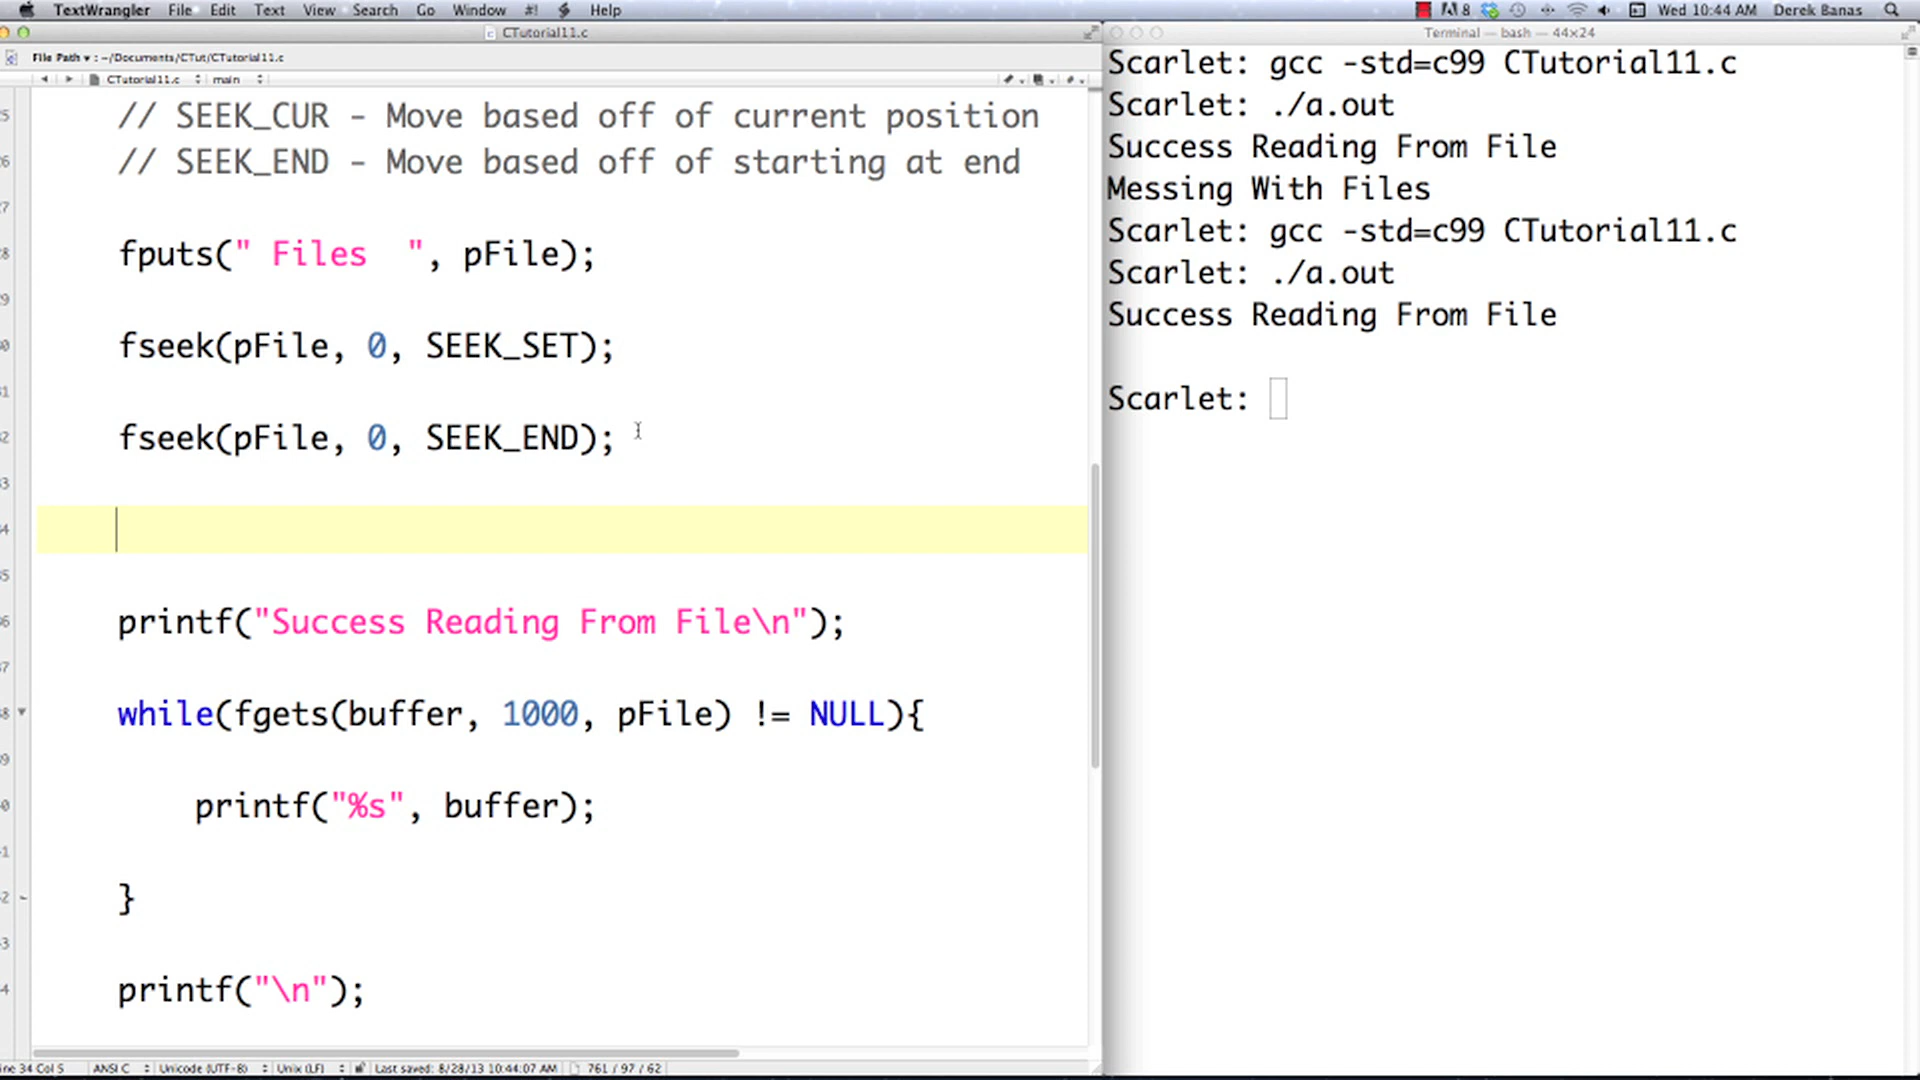 TextWrangler File Edit Text View Search Go Window #! Help 8 Wed 10:44 AM Derek Banas
CTutorial11.c
File Path : ~/Documents/CTut/CTutorial11.c
CTutorial11.c main
// SEEK_CUR - Move based off of current position
// SEEK_END - Move based off of starting at end
fputs(" Files  ", pFile);
fseek(pFile, 0, SEEK_SET);
fseek(pFile, 0, SEEK_END);
printf("Success Reading From File\n");
while(fgets(buffer, 1000, pFile) != NULL){
printf("%s", buffer);
}
printf("\n");
ine 34 Col 5 ANSI C Unicode (UTF-8) Unix (LF) Last saved: 8/28/13 10:44:07 AM 761 / 97 / 62
Terminal — bash — 44×24
Scarlet: gcc -std=c99 CTutorial11.c
Scarlet: ./a.out
Success Reading From File
Messing With Files
Scarlet: gcc -std=c99 CTutorial11.c
Scarlet: ./a.out
Success Reading From File
Scarlet: